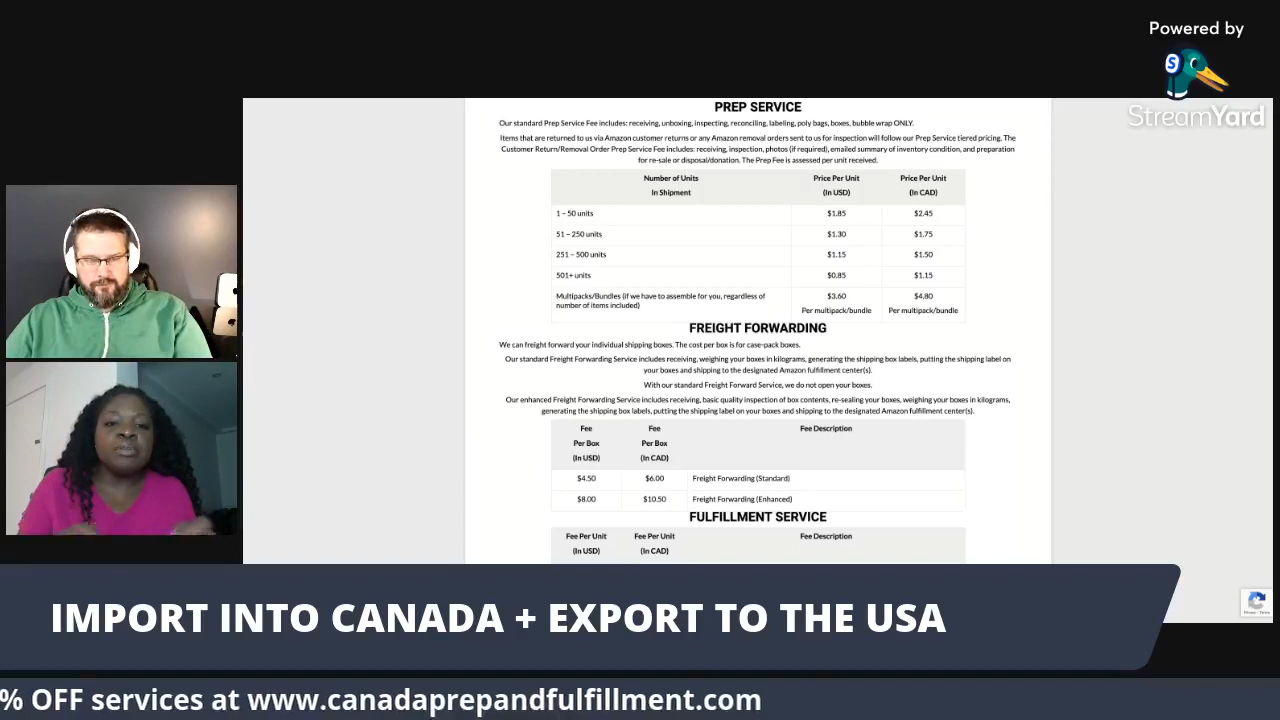 Powered by
StreamYard
PREP SERVICE
Our standard Prep Service Fee includes: receiving, unboxing, inspecting, reconciling, labeling, poly bags, boxes, bubble wrap ONLY.
Items that are returned to us via Amazon customer returns or any Amazon removal orders sent to us for inspection will follow our Prep Service tiered pricing. The
Customer Return/Removal Order Prep Service Fee includes: receiving, inspection, photos (if required), emailed summary of inventory condition, and preparation
for re-sale or disposal/donation. The Prep Fee is assessed per unit received.
Number of Units Price Per Unit Price Per Unit
In Shipment (In USD) (In CAD)
1 – 50 units $1.85 $2.45
51 – 250 units $1.30 $1.75
251 – 500 units $1.15 $1.50
501+ units $0.85 $1.15
Multipacks/Bundles (if we have to assemble for you, regardless of $3.60 $4.80
number of items included) Per multipack/bundle Per multipack/bundle
FREIGHT FORWARDING
We can freight forward your individual shipping boxes. The cost per box is for case-pack boxes.
Our standard Freight Forwarding Service includes receiving, weighing your boxes in kilograms, generating the shipping box labels, putting the shipping label on
your boxes and shipping to the designated Amazon fulfillment center(s).
With our standard Freight Forward Service, we do not open your boxes.
Our enhanced Freight Forwarding Service includes receiving, basic quality inspection of box contents, re-sealing your boxes, weighing your boxes in kilograms,
generating the shipping box labels, putting the shipping label on your boxes and shipping to the designated Amazon fulfillment center(s).
Fee Fee Fee Description
Per Box Per Box
(In USD) (In CAD)
$4.50 $6.00 Freight Forwarding (Standard)
$8.00 $10.50 Freight Forwarding (Enhanced)
FULFILLMENT SERVICE
Fee Per Unit Fee Per Unit Fee Description
(In USD) (In CAD)
IMPORT INTO CANADA + EXPORT TO THE USA
% OFF services at www.canadaprepandfulfillment.com